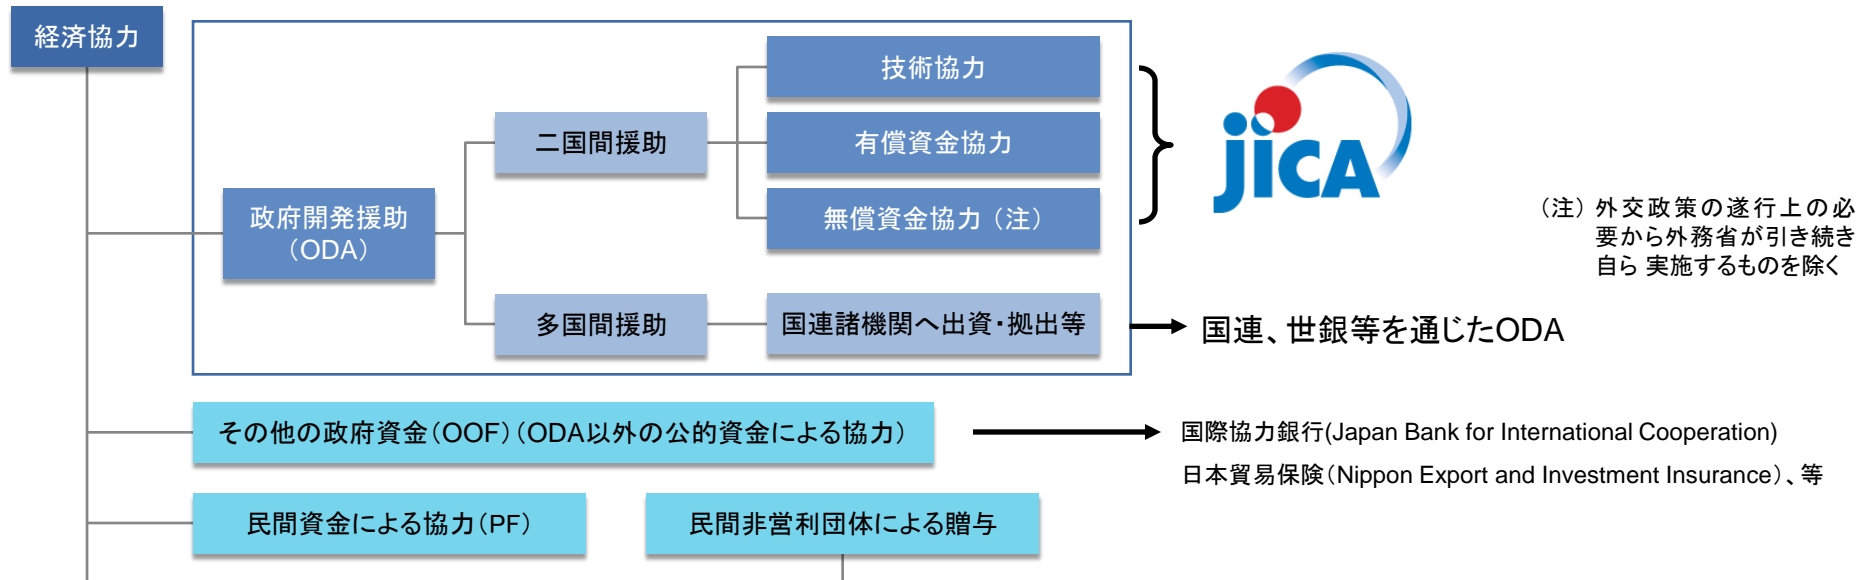 経済協力
技術協力
二国間援助
有償資金協力
政府開発援助
（ODA）
無償資金協力（注）
jICA
（注） 外交政策の遂行上の必
要から外務省が引き続き
自ら 実施するものを除く
多国間援助
国連諸機関へ出資・拠出等
国連、世銀等を通じたODA
その他の政府資金（OOF）（ODA以外の公的資金による協力）
国際協力銀行(Japan Bank for International Cooperation)
日本貿易保険（Nippon Export and Investment Insurance）、等
民間資金による協力（PF）
民間非営利団体による贈与